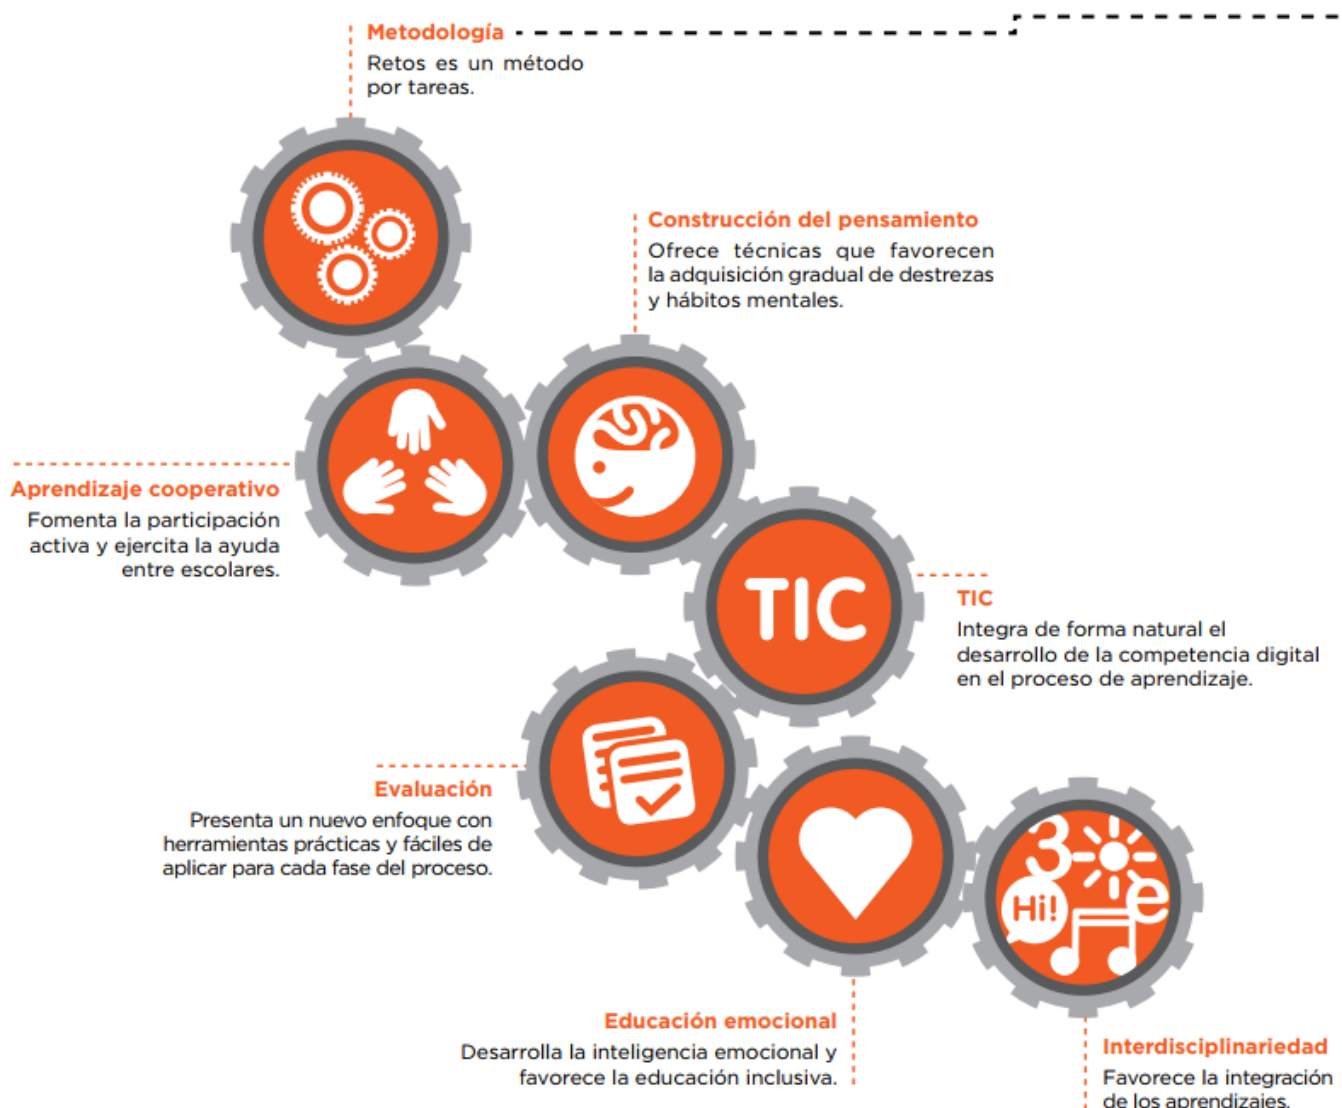 Metodología
Retos es un método
por tareas.
Construcción del pensamiento
Ofrece técnicas que favorecen
la adquisición gradual de destrezas
y hábitos mentales.
Aprendizaje cooperativo
Fomenta la participación
activa y ejercita la ayuda
entre escolares.
TIC
TIC
Integra de forma natural el
desarrollo de la competencia digital
en el proceso de aprendizaje.
Evaluación
Presenta un nuevo enfoque con
herramientas prácticas y fáciles de
aplicar para cada fase del proceso.
3
Hi!
e
Educación emocional
Desarrolla la inteligencia emocional y
favorece la educación inclusiva.
Interdisciplinariedad
Favorece la integración
de los aprendizajes.